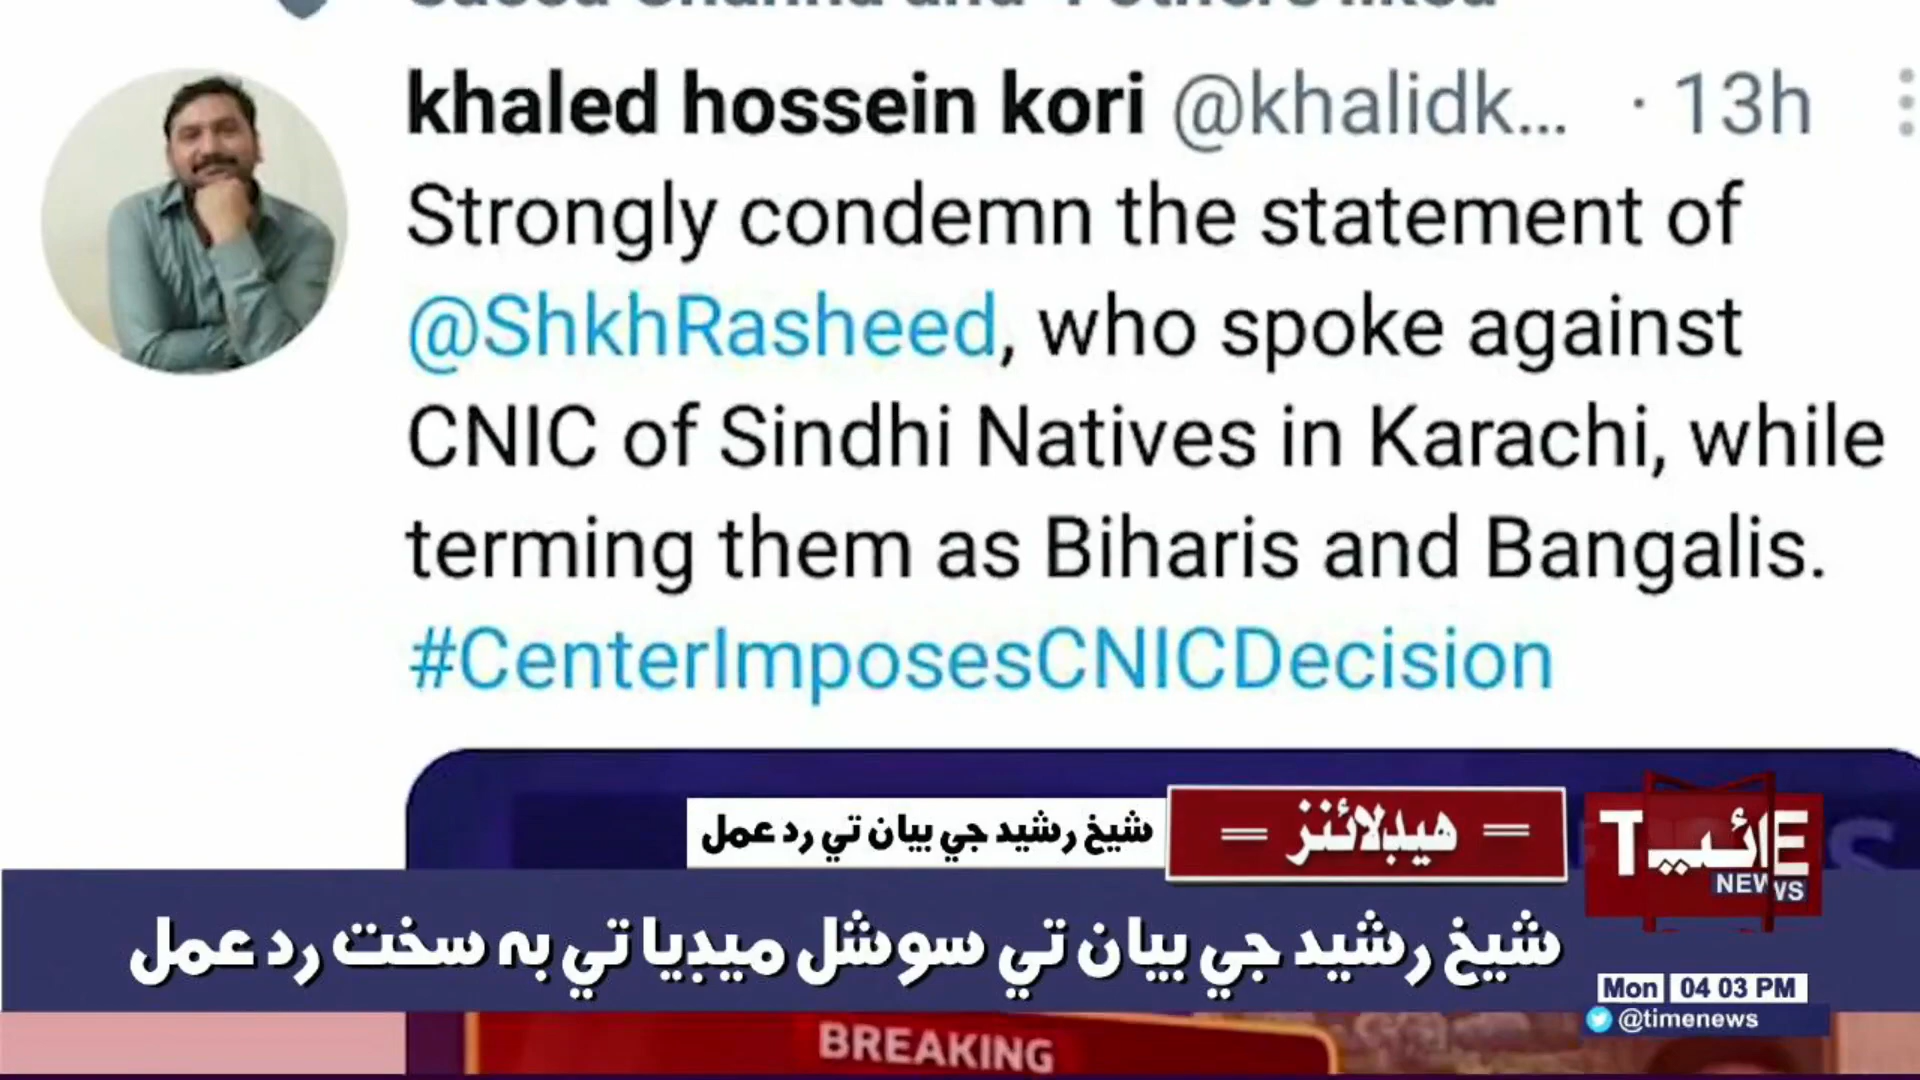 khaled hossein kori @khalidk... · 13h
Strongly condemn the statement of
@ShkhRasheed, who spoke against
CNIC of Sindhi Natives in Karachi, while
terming them as Biharis and Bangalis.
#CenterImposesCNICDecision
هيڊلائنز
شيخ رشيد جي بيان تي رد عمل
شيخ رشيد جي بيان تي سوشل ميڊيا تي به سخت رد عمل
NEWS
Mon 04 03 PM
@timenews
BREAKING